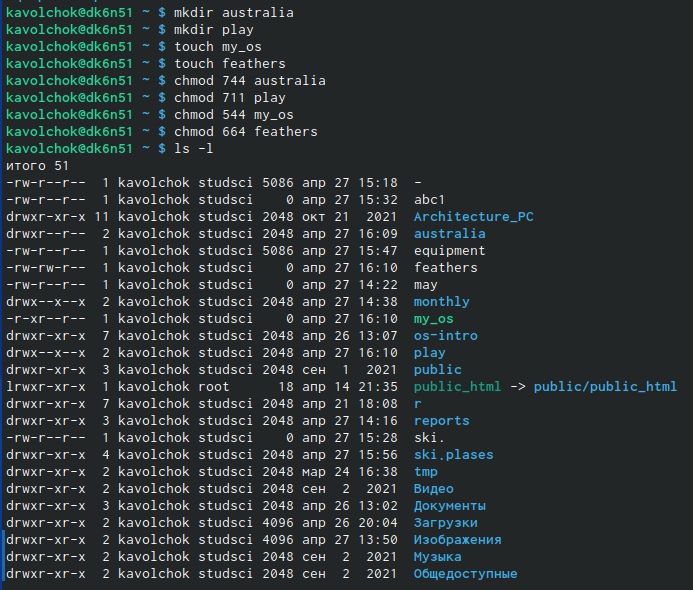 kavolchok@dk6n51 ~ $ mkdir australia
kavolchok@dk6n51 ~ $ mkdir play
kavolchok@dk6n51 ~ $ touch my_os
kavolchok@dk6n51 ~ $ touch feathers
kavolchok@dk6n51 ~ $ chmod 744 australia
kavolchok@dk6n51 ~ $ chmod 711 play
kavolchok@dk6n51 ~ $ chmod 544 my_os
kavolchok@dk6n51 ~ $ chmod 664 feathers
kavolchok@dk6n51 ~ $ ls -l
итого 51
-rw-r--r--  1 kavolchok studsci 5086 апр 27 15:18  -
-rw-r--r--  1 kavolchok studsci    0 апр 27 15:32  abc1
drwxr-xr-x 11 kavolchok studsci 2048 окт 21  2021  Architecture_PC
drwxr--r--  2 kavolchok studsci 2048 апр 27 16:09  australia
-rw-r--r--  1 kavolchok studsci 5086 апр 27 15:47  equipment
-rw-rw-r--  1 kavolchok studsci    0 апр 27 16:10  feathers
-rw-r--r--  1 kavolchok studsci    0 апр 27 14:22  may
drwx--x--x  2 kavolchok studsci 2048 апр 27 14:38  monthly
-r-xr--r--  1 kavolchok studsci    0 апр 27 16:10  my_os
drwxr-xr-x  7 kavolchok studsci 2048 апр 26 13:07  os-intro
drwx--x--x  2 kavolchok studsci 2048 апр 27 16:10  play
drwxr-xr-x  3 kavolchok studsci 2048 сен  1  2021  public
lrwxr-xr-x  1 kavolchok root      18 апр 14 21:35  public_html -> public/public_html
drwxr-xr-x  7 kavolchok studsci 2048 апр 21 18:08  r
drwxr-xr-x  3 kavolchok studsci 2048 апр 27 14:16  reports
-rw-r--r--  1 kavolchok studsci    0 апр 27 15:28  ski.
drwxr-xr-x  4 kavolchok studsci 2048 апр 27 15:56  ski.plases
drwxr-xr-x  2 kavolchok studsci 2048 мар 24 16:38  tmp
drwxr-xr-x  2 kavolchok studsci 2048 сен  2  2021  Видео
drwxr-xr-x  3 kavolchok studsci 2048 апр 26 13:02  Документы
drwxr-xr-x  2 kavolchok studsci 4096 апр 26 20:04  Загрузки
drwxr-xr-x  2 kavolchok studsci 4096 апр 27 13:50  Изображения
drwxr-xr-x  2 kavolchok studsci 2048 сен  2  2021  Музыка
drwxr-xr-x  2 kavolchok studsci 2048 сен  2  2021  Общедоступные